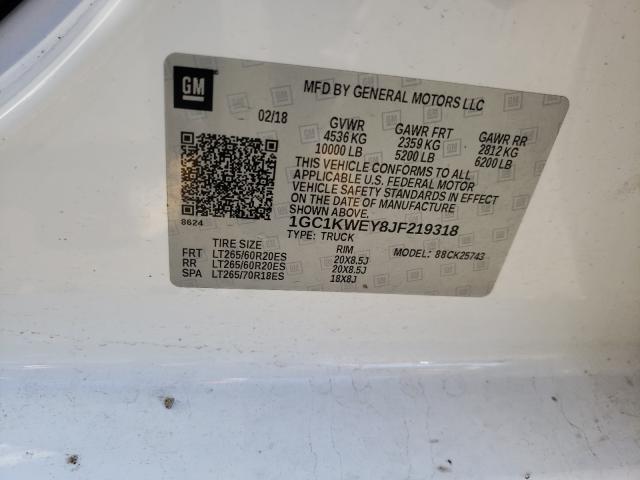 GM
MFD BY GENERAL MOTORS LLC
02/18
GVWR GAWR FRT GAWR RR
4536 KG 2359 KG 2812 KG
10000 LB 5200 LB 6200 LB
THIS VEHICLE CONFORMS TO ALL
APPLICABLE U.S. FEDERAL MOTOR
VEHICLE SAFETY STANDARDS IN EFFECT
ON THE DATE OF MANUFACTURE
SHOWN ABOVE.
8624
1GC1KWEY8JF219318
TYPE: TRUCK
MODEL: 88CK25743
TIRE SIZE RIM
FRT LT265/60R20ES 20X8.5J
RR LT265/60R20ES 20X8.5J
SPA LT265/70R18ES 18X8J